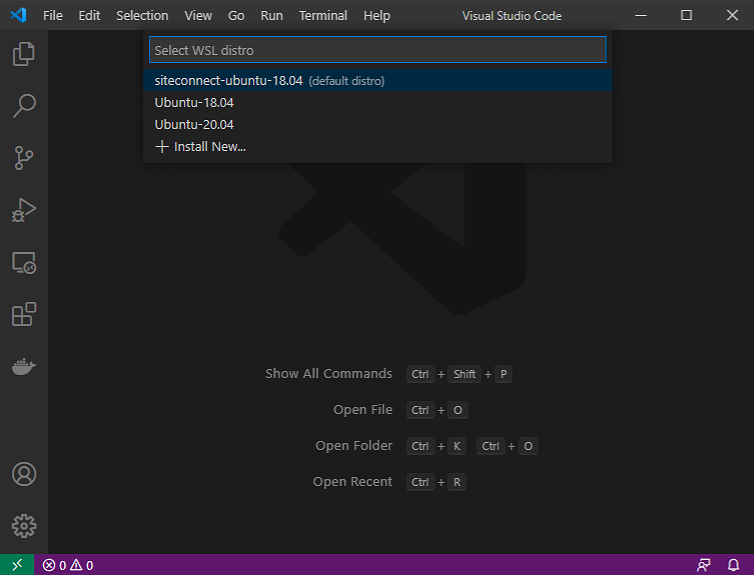 File Edit Selection View Go Run Terminal Help Visual Studio Code
Select WSL distro
siteconnect-ubuntu-18.04 (default distro)
Ubuntu-18.04
Ubuntu-20.04
+ Install New...
Show All Commands Ctrl + Shift + P
Open File Ctrl + O
Open Folder Ctrl + K Ctrl + O
Open Recent Ctrl + R
0 0